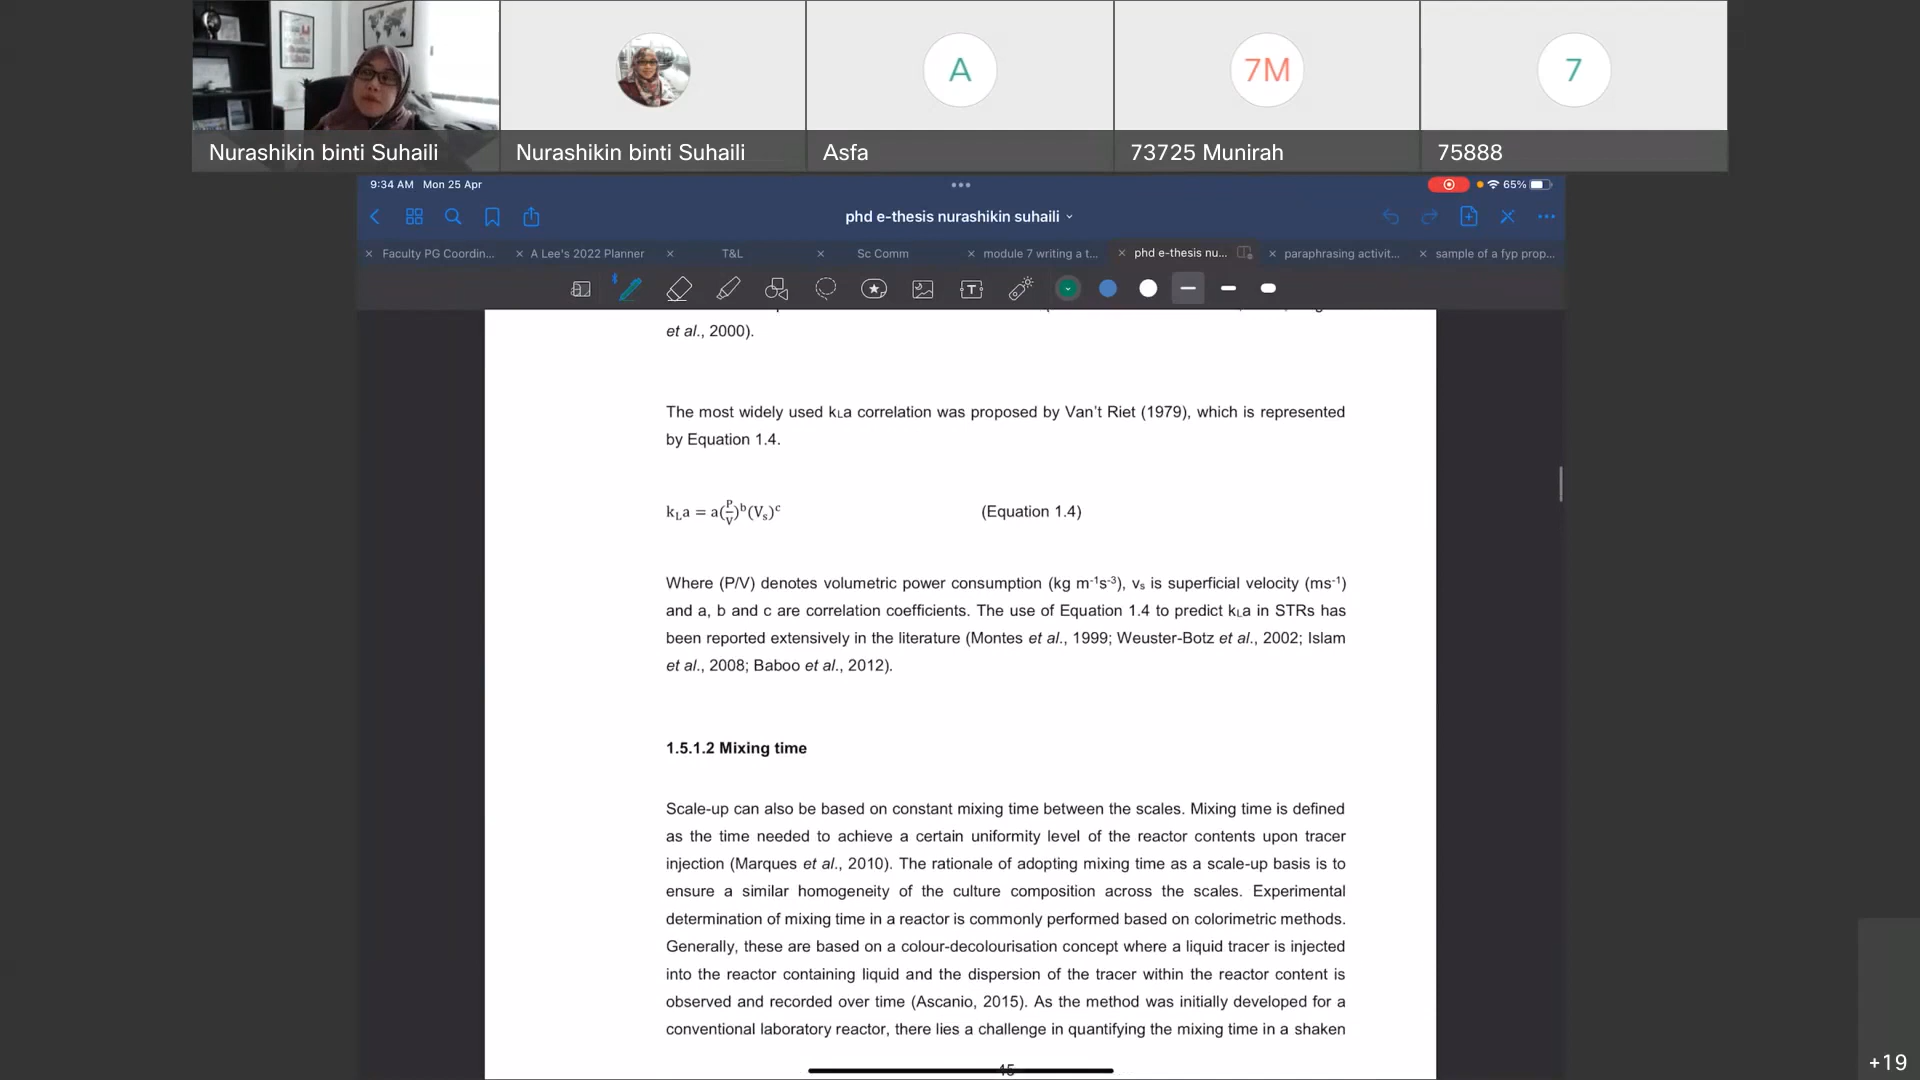 A
7M
7
Nurashikin binti Suhaili
Nurashikin binti Suhaili
Asfa
73725 Munirah
75888
9:34 AM Mon 25 Apr
65%
phd e-thesis nurashikin suhaili
Faculty PG Coordin...
A Lee's 2022 Planner
T&L
Sc Comm
module 7 writing a t...
phd e-thesis nu...
paraphrasing activit...
sample of a fyp prop...
et al., 2000).
The most widely used kLa correlation was proposed by Van't Riet (1979), which is represented
by Equation 1.4.
kLa = a(P/V)ᵇ(Vs)ᶜ (Equation 1.4)
Where (P/V) denotes volumetric power consumption (kg m⁻¹s⁻³), vs is superficial velocity (ms⁻¹)
and a, b and c are correlation coefficients. The use of Equation 1.4 to predict kLa in STRs has
been reported extensively in the literature (Montes et al., 1999; Weuster-Botz et al., 2002; Islam
et al., 2008; Baboo et al., 2012).
1.5.1.2 Mixing time
Scale-up can also be based on constant mixing time between the scales. Mixing time is defined
as the time needed to achieve a certain uniformity level of the reactor contents upon tracer
injection (Marques et al., 2010). The rationale of adopting mixing time as a scale-up basis is to
ensure a similar homogeneity of the culture composition across the scales. Experimental
determination of mixing time in a reactor is commonly performed based on colorimetric methods.
Generally, these are based on a colour-decolourisation concept where a liquid tracer is injected
into the reactor containing liquid and the dispersion of the tracer within the reactor content is
observed and recorded over time (Ascanio, 2015). As the method was initially developed for a
conventional laboratory reactor, there lies a challenge in quantifying the mixing time in a shaken
45
+19